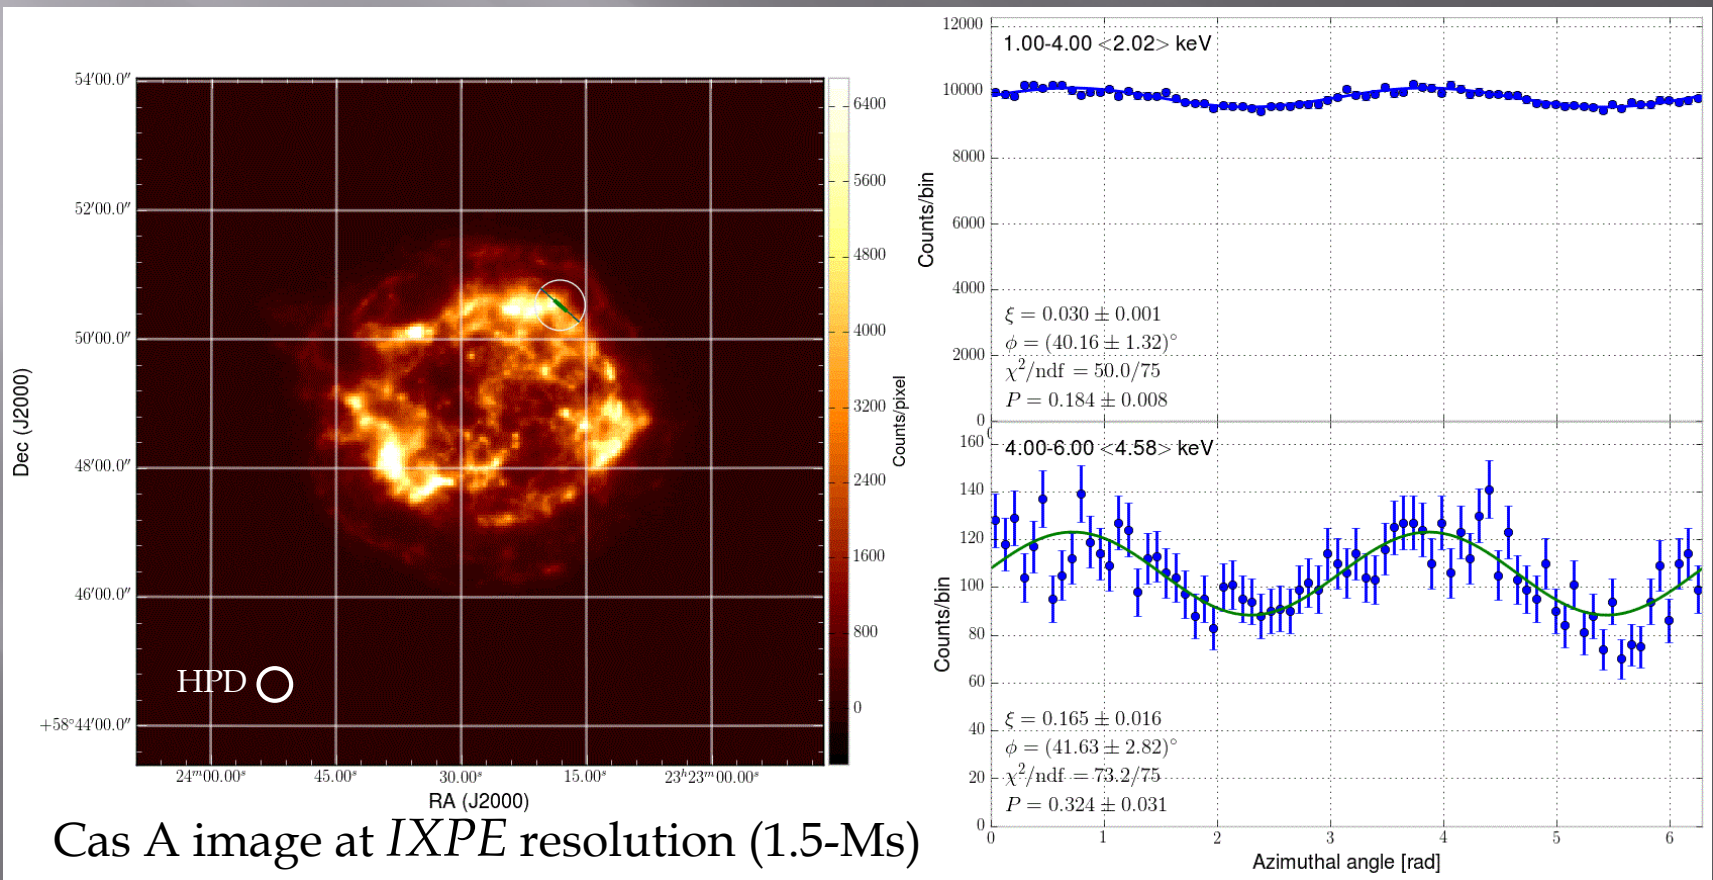 54′00.0″
52′00.0″
50′00.0″
48′00.0″
46′00.0″
+58°44′00.0″
Dec (J2000)
HPD
24ᵐ00.00ˢ 45.00ˢ 30.00ˢ 15.00ˢ 23ʰ23ᵐ00.00ˢ
RA (J2000)
6400
5600
4800
4000
3200
2400
1600
800
0
Counts/pixel
Cas A image at IXPE resolution (1.5-Ms)
12000
10000
8000
6000
4000
2000
0
Counts/bin
1.00-4.00 <2.02> keV
ξ = 0.030 ± 0.001
ϕ = (40.16 ± 1.32)°
χ²/ndf = 50.0/75
P = 0.184 ± 0.008
160
140
120
100
80
60
40
20
0
Counts/bin
4.00-6.00 <4.58> keV
ξ = 0.165 ± 0.016
ϕ = (41.63 ± 2.82)°
χ²/ndf = 73.2/75
P = 0.324 ± 0.031
0 1 2 3 4 5 6
Azimuthal angle [rad]